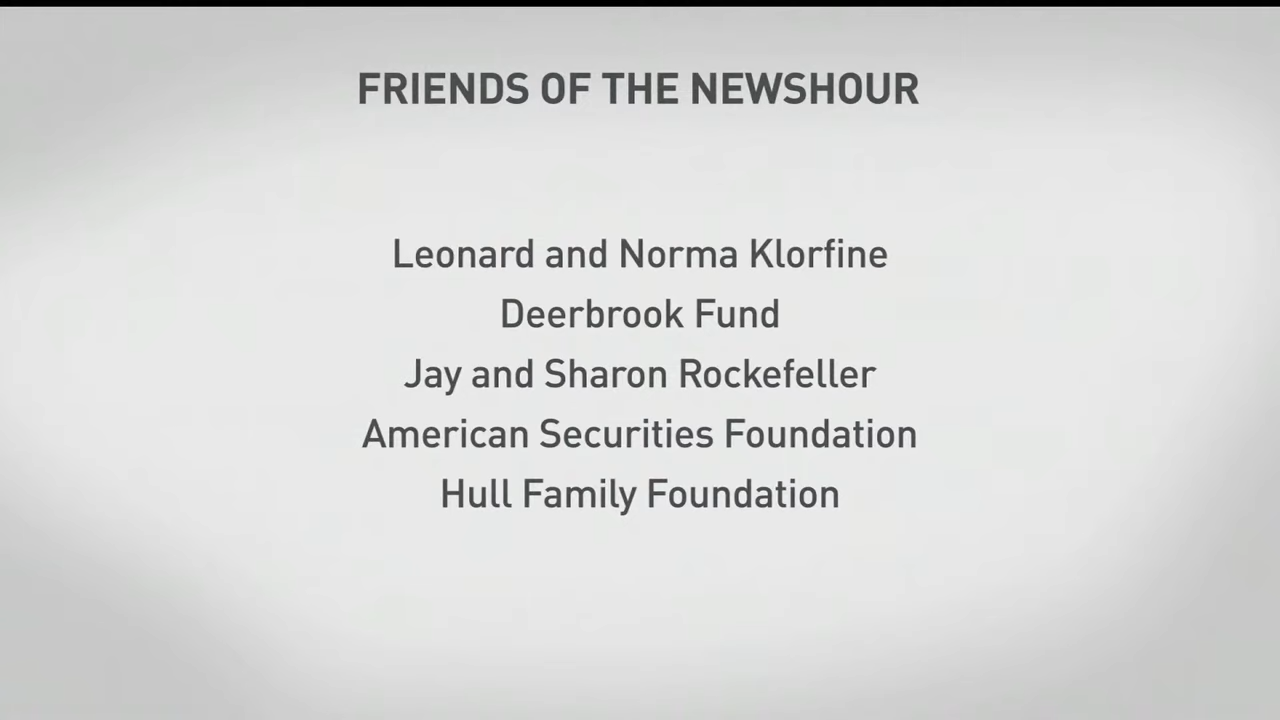 FRIENDS OF THE NEWSHOUR
Leonard and Norma Klorfine
Deerbrook Fund
Jay and Sharon Rockefeller
American Securities Foundation
Hull Family Foundation